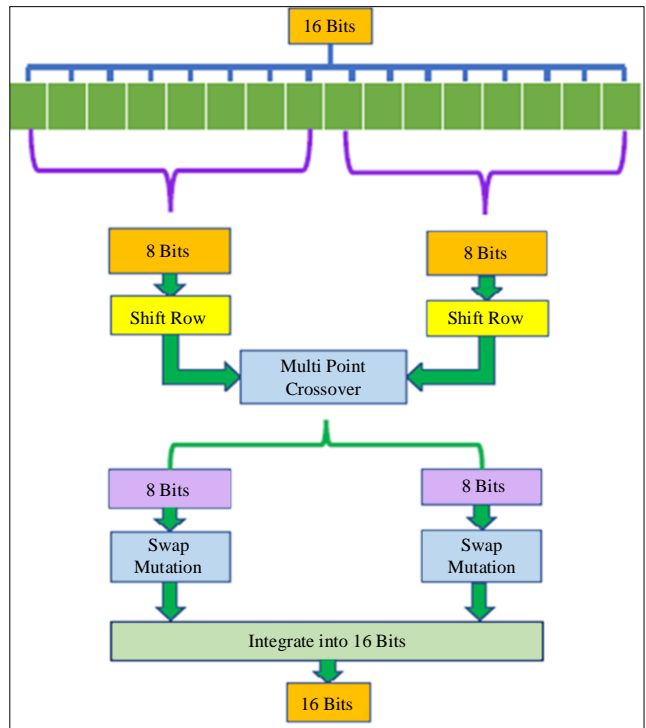 16 Bits
8 Bits
8 Bits
Shift Row
Shift Row
Multi Point
Crossover
8 Bits
8 Bits
Swap
Mutation
Swap
Mutation
Integrate into 16 Bits
16 Bits